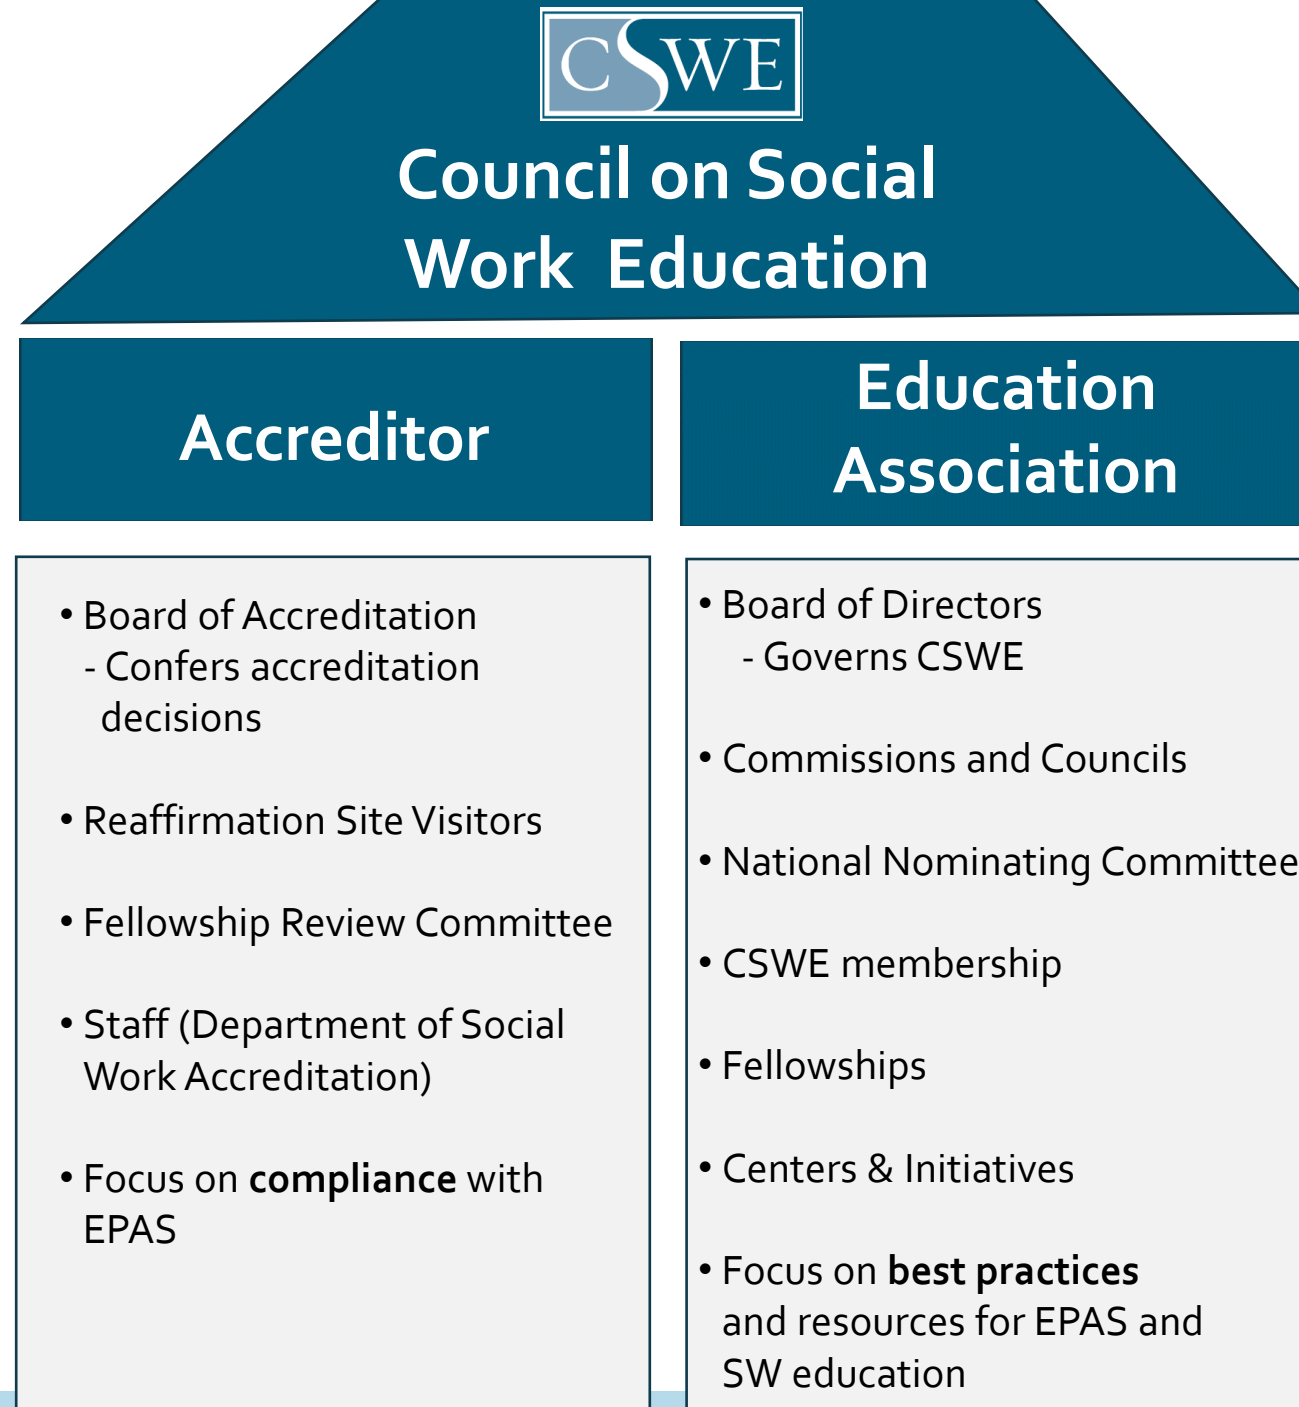 CSWE
Council on Social
Work Education
Accreditor
• Board of Accreditation
- Confers accreditation
decisions
• Reaffirmation Site Visitors
• Fellowship Review Committee
• Staff (Department of Social
Work Accreditation)
• Focus on compliance with
EPAS
Education
Association
• Board of Directors
- Governs CSWE
• Commissions and Councils
• National Nominating Committee
• CSWE membership
• Fellowships
• Centers & Initiatives
• Focus on best practices
and resources for EPAS and
SW education